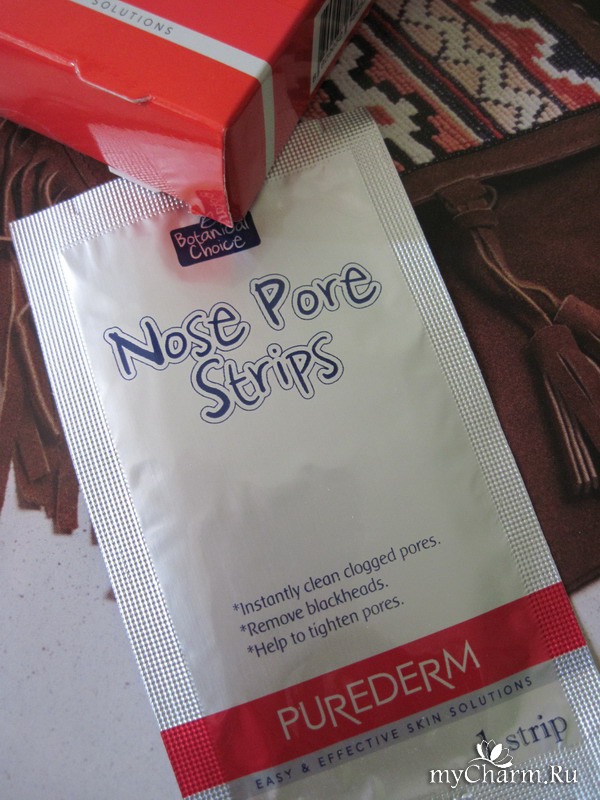 SOLUTIONS
Botanical
Choice
Nose Pore
Strips
*Instantly clean clogged pores.
*Remove blackheads.
*Help to tighten pores.
PUREDERM
EASY & EFFECTIVE SKIN SOLUTIONS
1 strip
myCharm.Ru